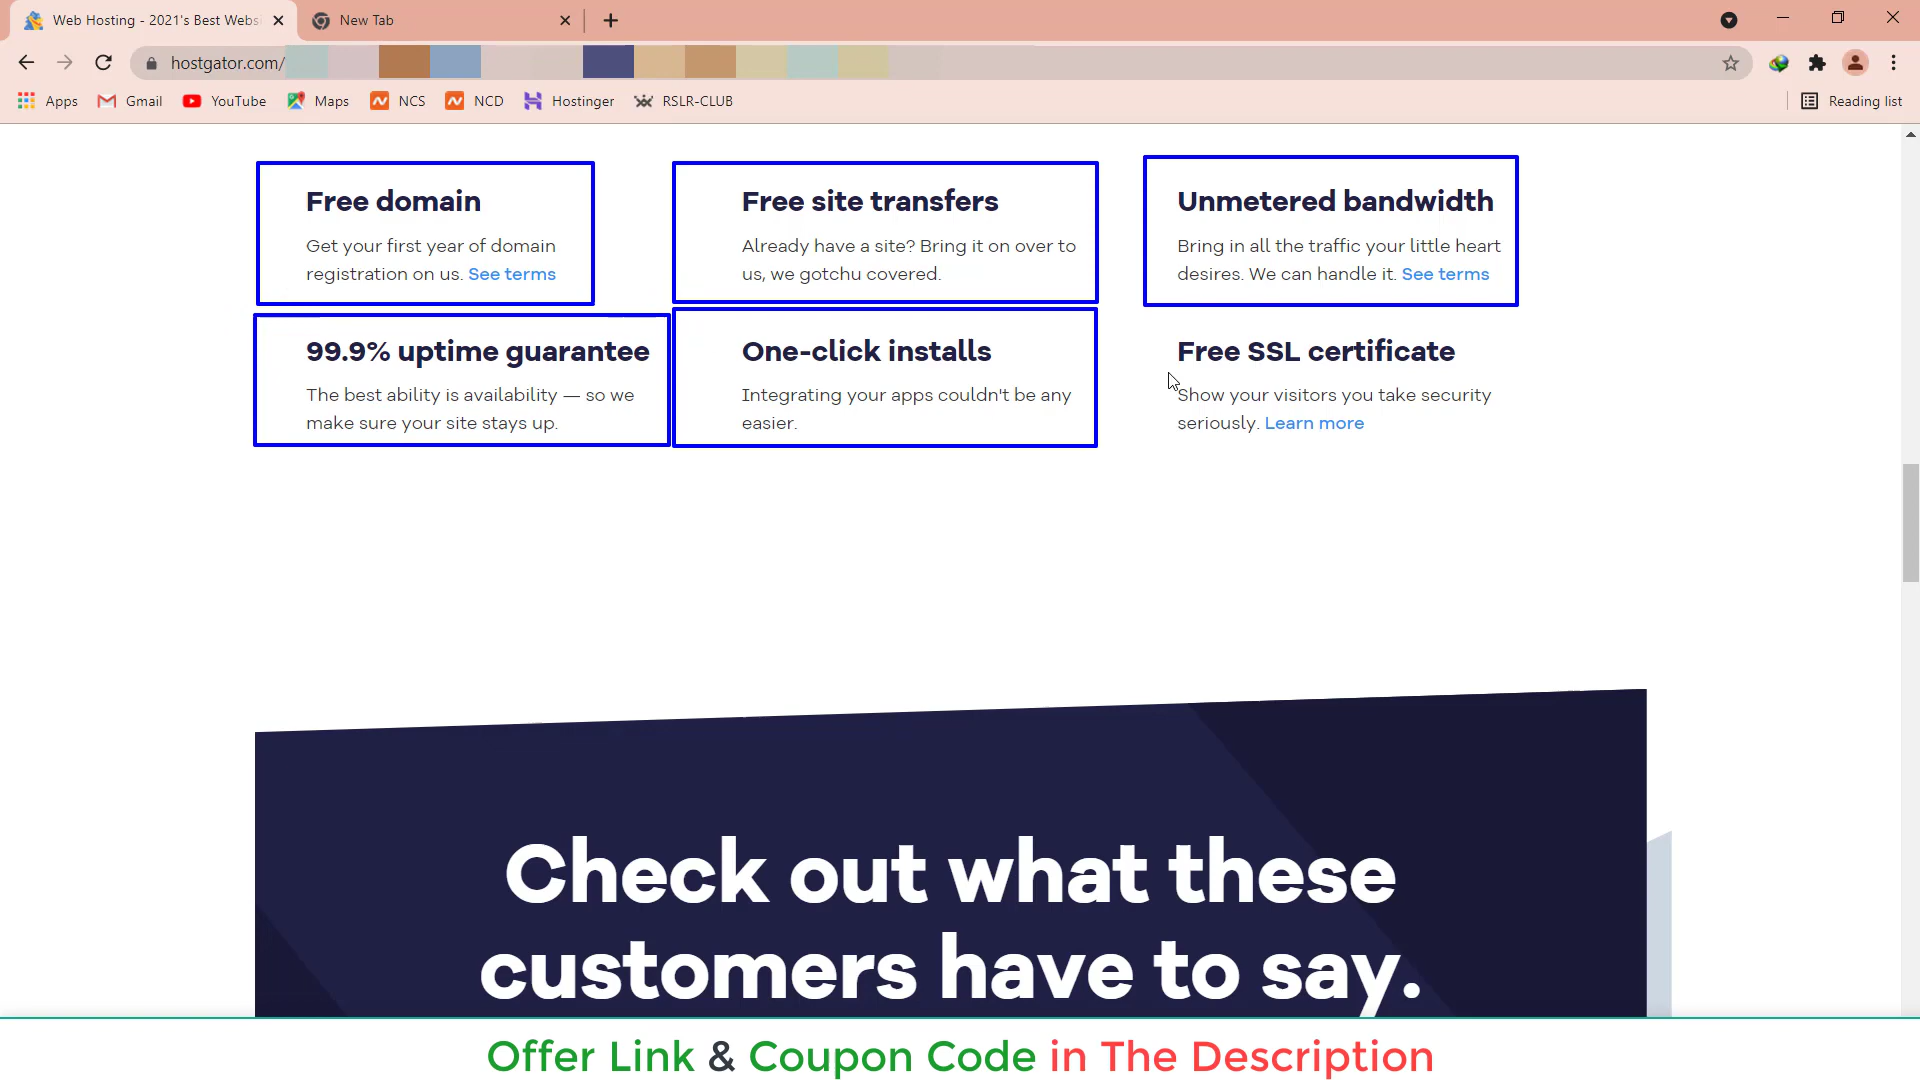 Web Hosting - 2021's Best Webs
New Tab
hostgator.com/
Apps
Gmail
YouTube
Maps
NCS
NCD
Hostinger
RSLR-CLUB
Reading list
Free domain
Get your first year of domain
registration on us. See terms
Free site transfers
Already have a site? Bring it on over to
us, we gotchu covered.
Unmetered bandwidth
Bring in all the traffic your little heart
desires. We can handle it. See terms
99.9% uptime guarantee
The best ability is availability — so we
make sure your site stays up.
One-click installs
Integrating your apps couldn't be any
easier.
Free SSL certificate
Show your visitors you take security
seriously. Learn more
Check out what these
customers have to say.
Offer Link & Coupon Code in The Description